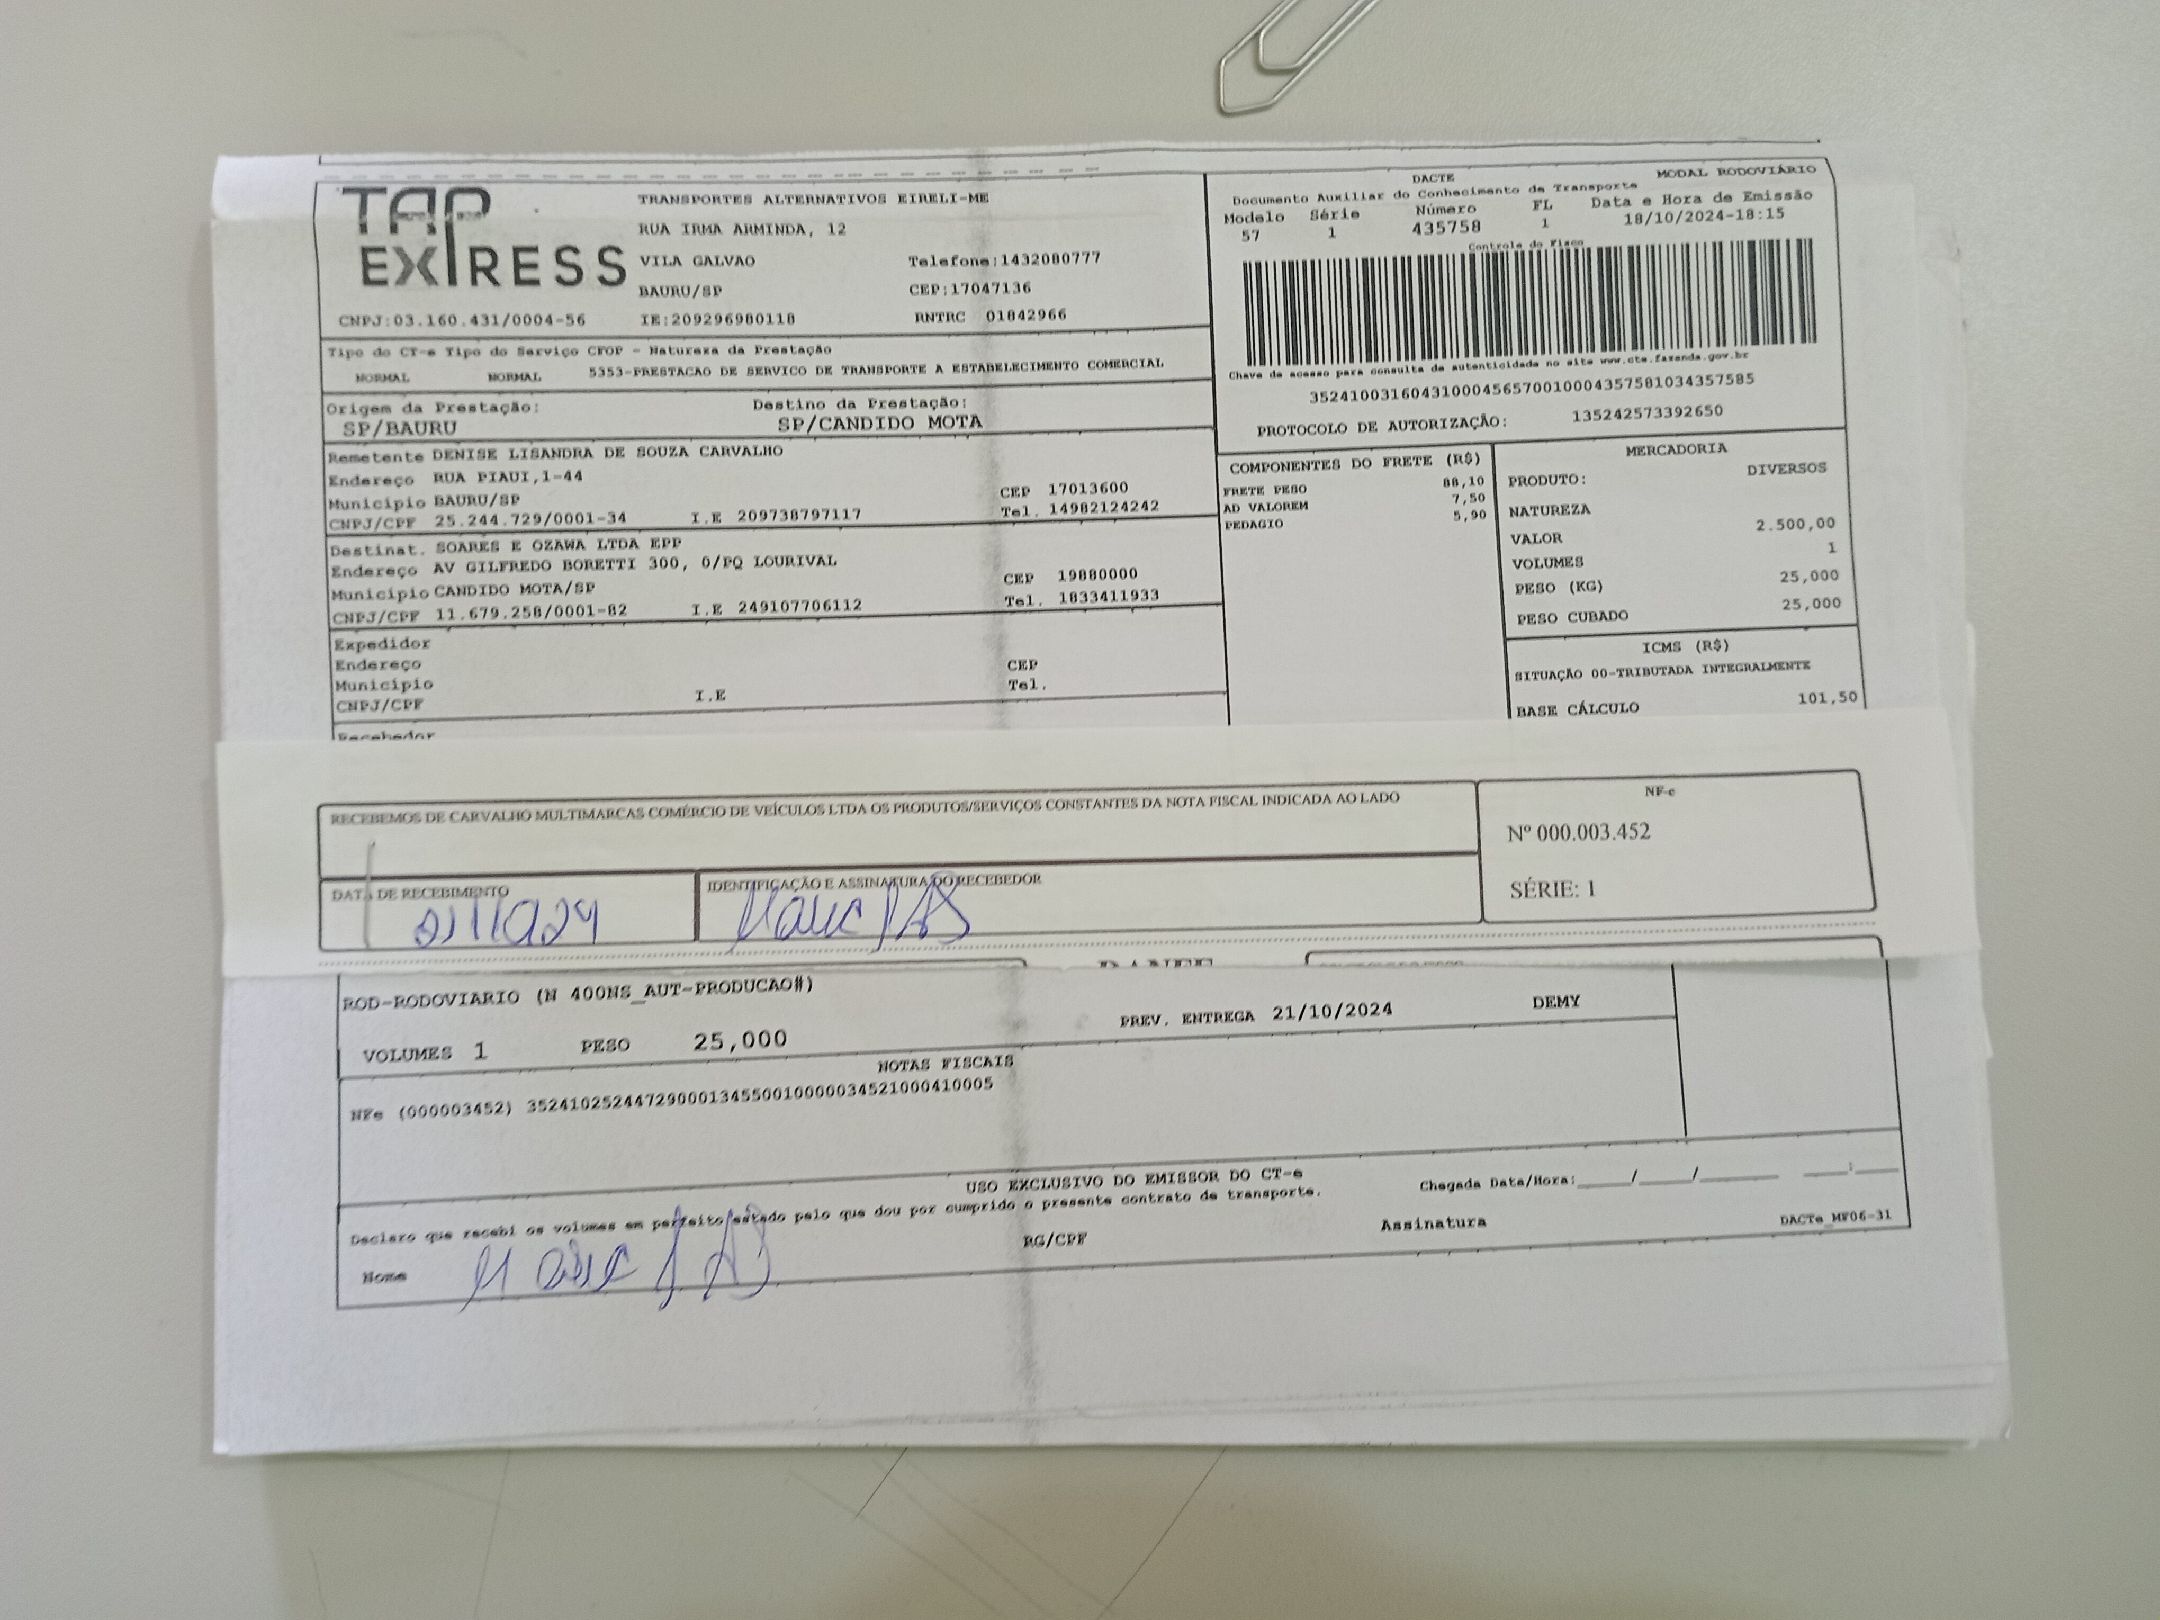 TAP
EXPRESS
TRANSPORTES ALTERNATIVOS EIRELI-ME
RUA IRMA ARMINDA, 12
VILA GALVAO Telefone:1432080777
BAURU/SP CEP:17047136
CNPJ:03.160.431/0004-56 IE:209296980118 RNTRC 01842966
DACTE MODAL RODOVIÁRIO
Documento Auxiliar do Conhecimento de Transporte
Modelo Série Número FL Data e Hora de Emissão
57 1 435758 1 18/10/2024-18:15
Controle do Fisco
Chave de acesso para consulta de autenticidade no site www.cte.fazenda.gov.br
35241003160431000456570010004357581034357585
PROTOCOLO DE AUTORIZAÇÃO: 135242573392650
Tipo do CT-e Tipo do Serviço CFOP - Natureza da Prestação
NORMAL NORMAL 5353-PRESTACAO DE SERVICO DE TRANSPORTE A ESTABELECIMENTO COMERCIAL
Origem da Prestação: Destino da Prestação:
SP/BAURU SP/CANDIDO MOTA
Remetente DENISE LISANDRA DE SOUZA CARVALHO
Endereço RUA PIAUI,1-44
Município BAURU/SP CEP 17013600
CNPJ/CPF 25.244.729/0001-34 I.E 209738797117 Tel. 14982124242
Destinat. SOARES E OZAWA LTDA EPP
Endereço AV GILFREDO BORETTI 300, 0/PQ LOURIVAL
Município CANDIDO MOTA/SP CEP 19880000
CNPJ/CPF 11.679.258/0001-82 I.E 249107706112 Tel. 1833411933
Expedidor
Endereço CEP
Município Tel.
CNPJ/CPF I.E
Recebedor
COMPONENTES DO FRETE (R$)
FRETE PESO 88,10
AD VALOREM 7,50
PEDAGIO 5,90
MERCADORIA
PRODUTO: DIVERSOS
NATUREZA
VALOR 2.500,00
VOLUMES 1
PESO (KG) 25,000
PESO CUBADO 25,000
ICMS (R$)
SITUAÇÃO 00-TRIBUTADA INTEGRALMENTE
BASE CÁLCULO 101,50
RECEBEMOS DE CARVALHO MULTIMARCAS COMÉRCIO DE VEÍCULOS LTDA OS PRODUTOS/SERVIÇOS CONSTANTES DA NOTA FISCAL INDICADA AO LADO
NF-e
Nº 000.003.452
SÉRIE: 1
DATA DE RECEBIMENTO IDENTIFICAÇÃO E ASSINATURA DO RECEBEDOR
DANFE
ROD-RODOVIARIO (N 400NS_AUT-PRODUCAO#)
PREV. ENTREGA 21/10/2024 DEMY
VOLUMES 1 PESO 25,000
NOTAS FISCAIS
NFe (000003452) 35241025244729000134550010000034521000410005
USO EXCLUSIVO DO EMISSOR DO CT-e
Declaro que recebi os volumes em perfeito estado pelo que dou por cumprido o presente contrato de transporte.
Chegada Data/Hora:_____/_____/_______ ____:____
Nome RG/CPF Assinatura
DACTe_MF06-31